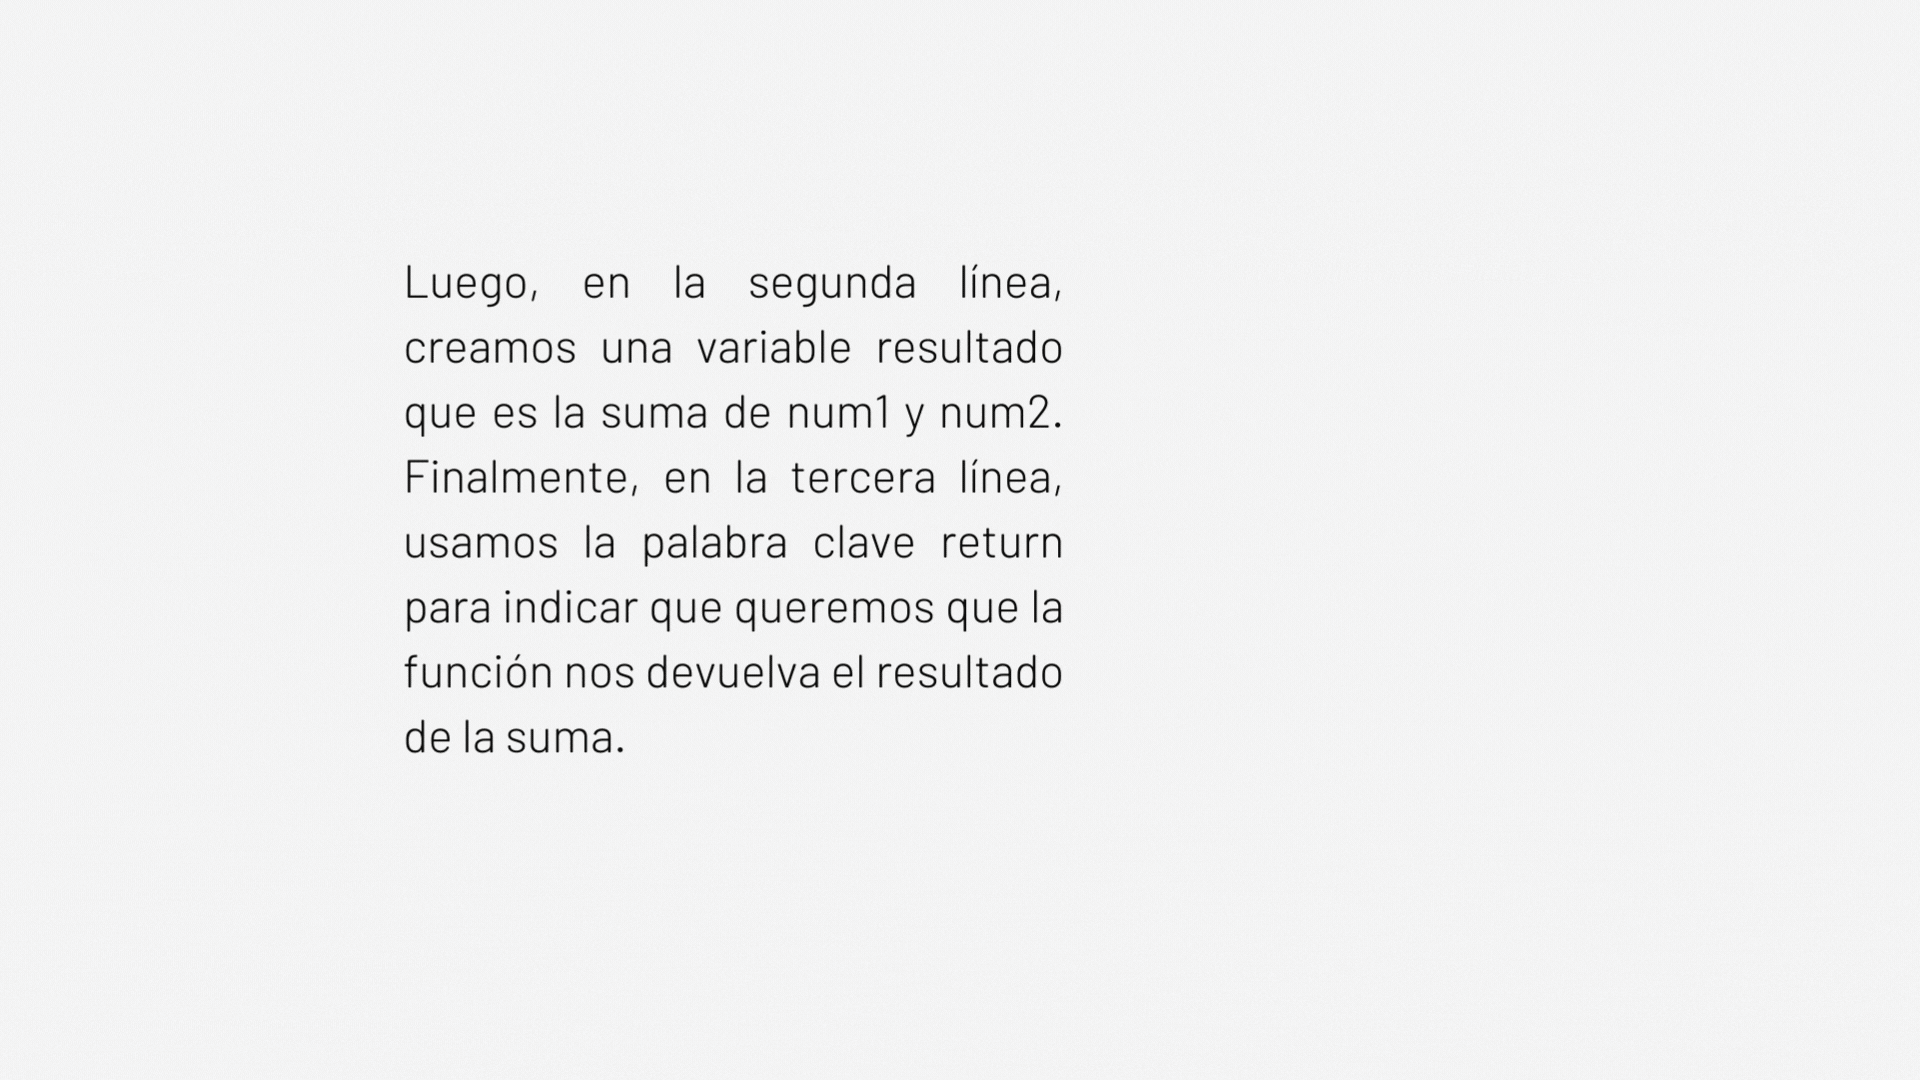 Luego, en la segunda línea,
creamos una variable resultado
que es la suma de num1 y num2.
Finalmente, en la tercera línea,
usamos la palabra clave return
para indicar que queremos que la
función nos devuelva el resultado
de la suma.